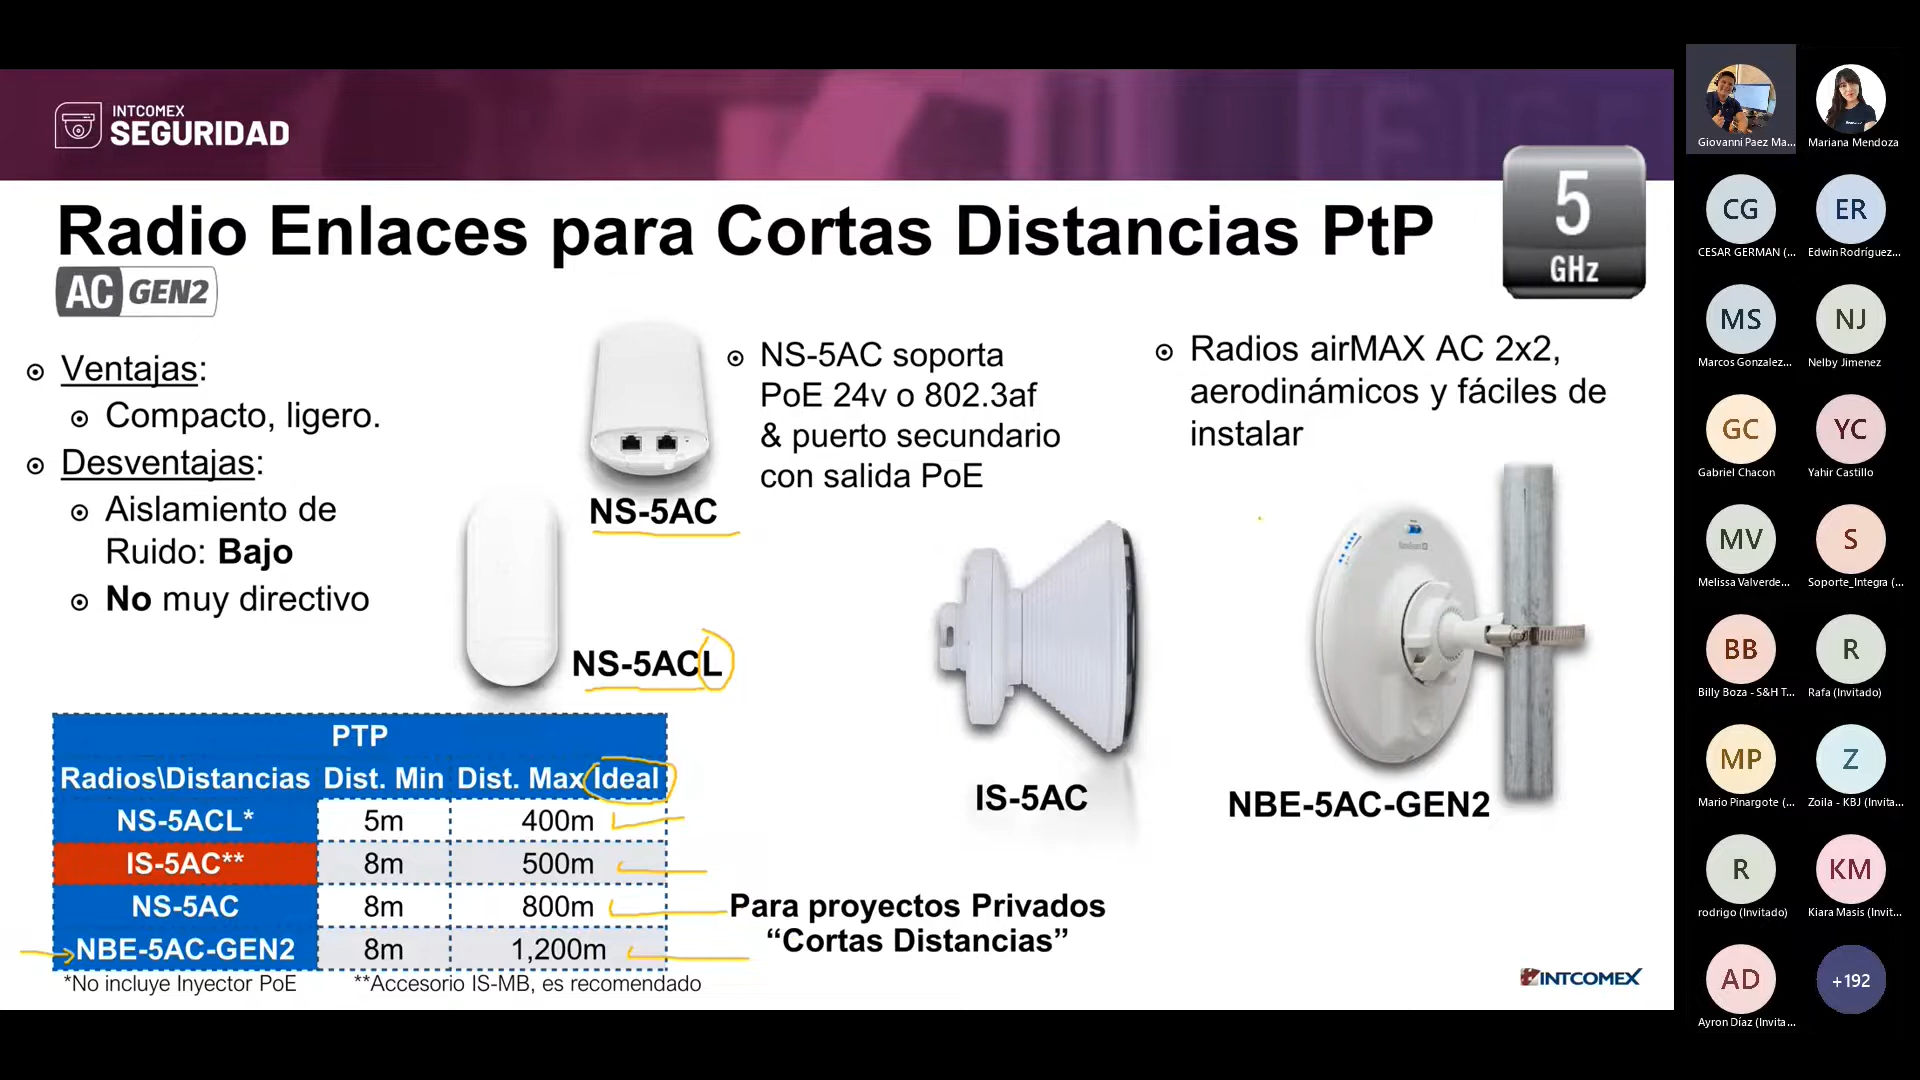 INTCOMEX
SEGURIDAD
Radio Enlaces para Cortas Distancias PtP
5
GHz
AC GEN2
Ventajas:
Compacto, ligero.
Desventajas:
Aislamiento de
Ruido: Bajo
No muy directivo
NS-5AC
NS-5ACL
NS-5AC soporta
PoE 24v o 802.3af
& puerto secundario
con salida PoE
Radios airMAX AC 2x2,
aerodinámicos y fáciles de
instalar
IS-5AC
NBE-5AC-GEN2
PTP
Radios\Distancias Dist. Min Dist. Max Ideal
NS-5ACL* 5m 400m
IS-5AC** 8m 500m
NS-5AC 8m 800m
NBE-5AC-GEN2 8m 1,200m
*No incluye Inyector PoE **Accesorio IS-MB, es recomendado
Para proyectos Privados
“Cortas Distancias”
INTCOMEX
Giovanni Paez Ma... Mariana Mendoza
CG ER
CESAR GERMAN (... Edwin Rodríguez...
MS NJ
Marcos Gonzalez... Nelby Jimenez
GC YC
Gabriel Chacon Yahir Castillo
MV S
Melissa Valverde... Soporte_Integra (...
BB R
Billy Boza - S&H T... Rafa (Invitado)
MP Z
Mario Pinargote (... Zoila - KBJ (Invita...
R KM
rodrigo (Invitado) Kiara Masis (Invit...
AD +192
Ayron Díaz (Invita...